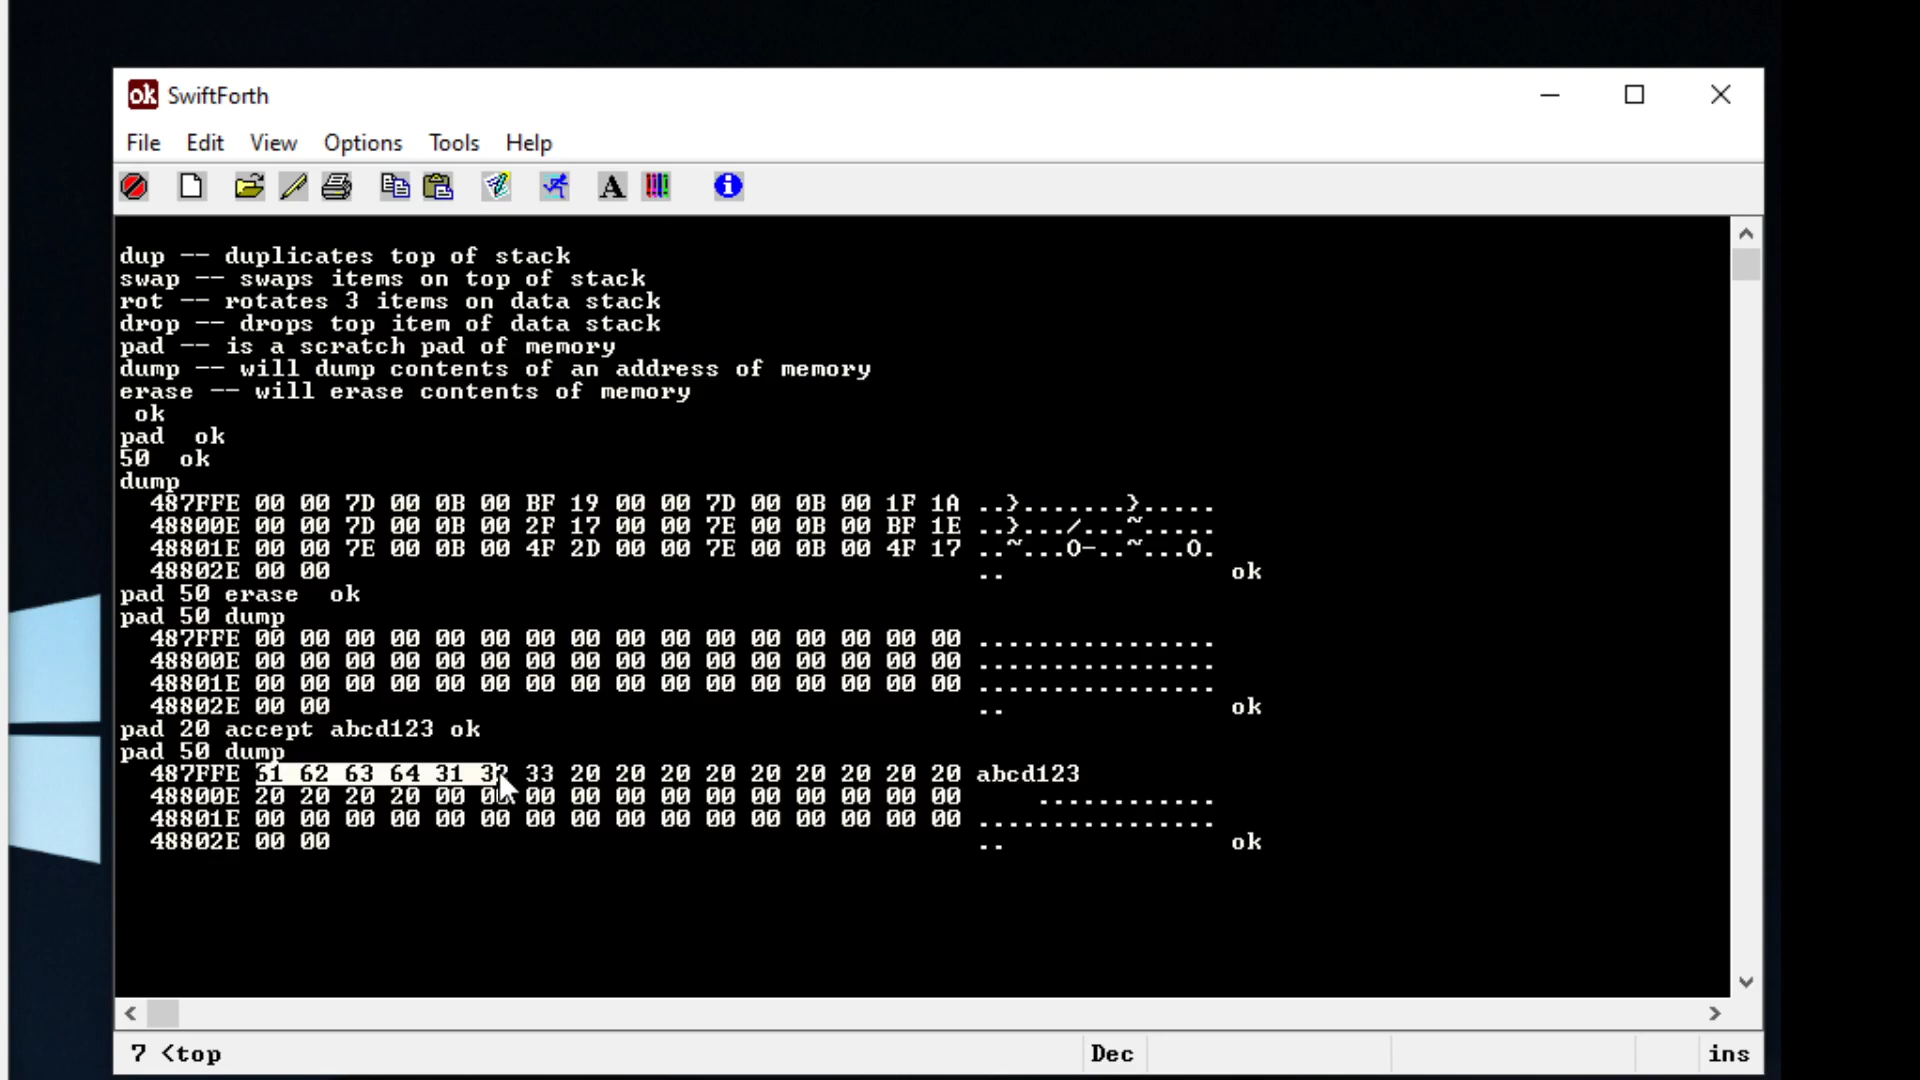 ok SwiftForth
File Edit View Options Tools Help
dup -- duplicates top of stack
swap -- swaps items on top of stack
rot -- rotates 3 items on data stack
drop -- drops top item of data stack
pad -- is a scratch pad of memory
dump -- will dump contents of an address of memory
erase -- will erase contents of memory
ok
pad  ok
50  ok
dump
487FFE 00 00 7D 00 0B 00 BF 19 00 00 7D 00 0B 00 1F 1A ..}.......}.....
48800E 00 00 7D 00 0B 00 2F 17 00 00 7E 00 0B 00 BF 1E ..}.../...~.....
48801E 00 00 7E 00 0B 00 4F 2D 00 00 7E 00 0B 00 4F 17 ..~...O-..~...O.
48802E 00 00 .. ok
pad 50 erase  ok
pad 50 dump
487FFE 00 00 00 00 00 00 00 00 00 00 00 00 00 00 00 00 ................
48800E 00 00 00 00 00 00 00 00 00 00 00 00 00 00 00 00 ................
48801E 00 00 00 00 00 00 00 00 00 00 00 00 00 00 00 00 ................
48802E 00 00 .. ok
pad 20 accept abcd123 ok
pad 50 dump
487FFE 61 62 63 64 31 32 33 20 20 20 20 20 20 20 20 20 abcd123
48800E 20 20 20 20 00 00 00 00 00 00 00 00 00 00 00 00 ............
48801E 00 00 00 00 00 00 00 00 00 00 00 00 00 00 00 00 ................
48802E 00 00 .. ok
7 <top Dec ins